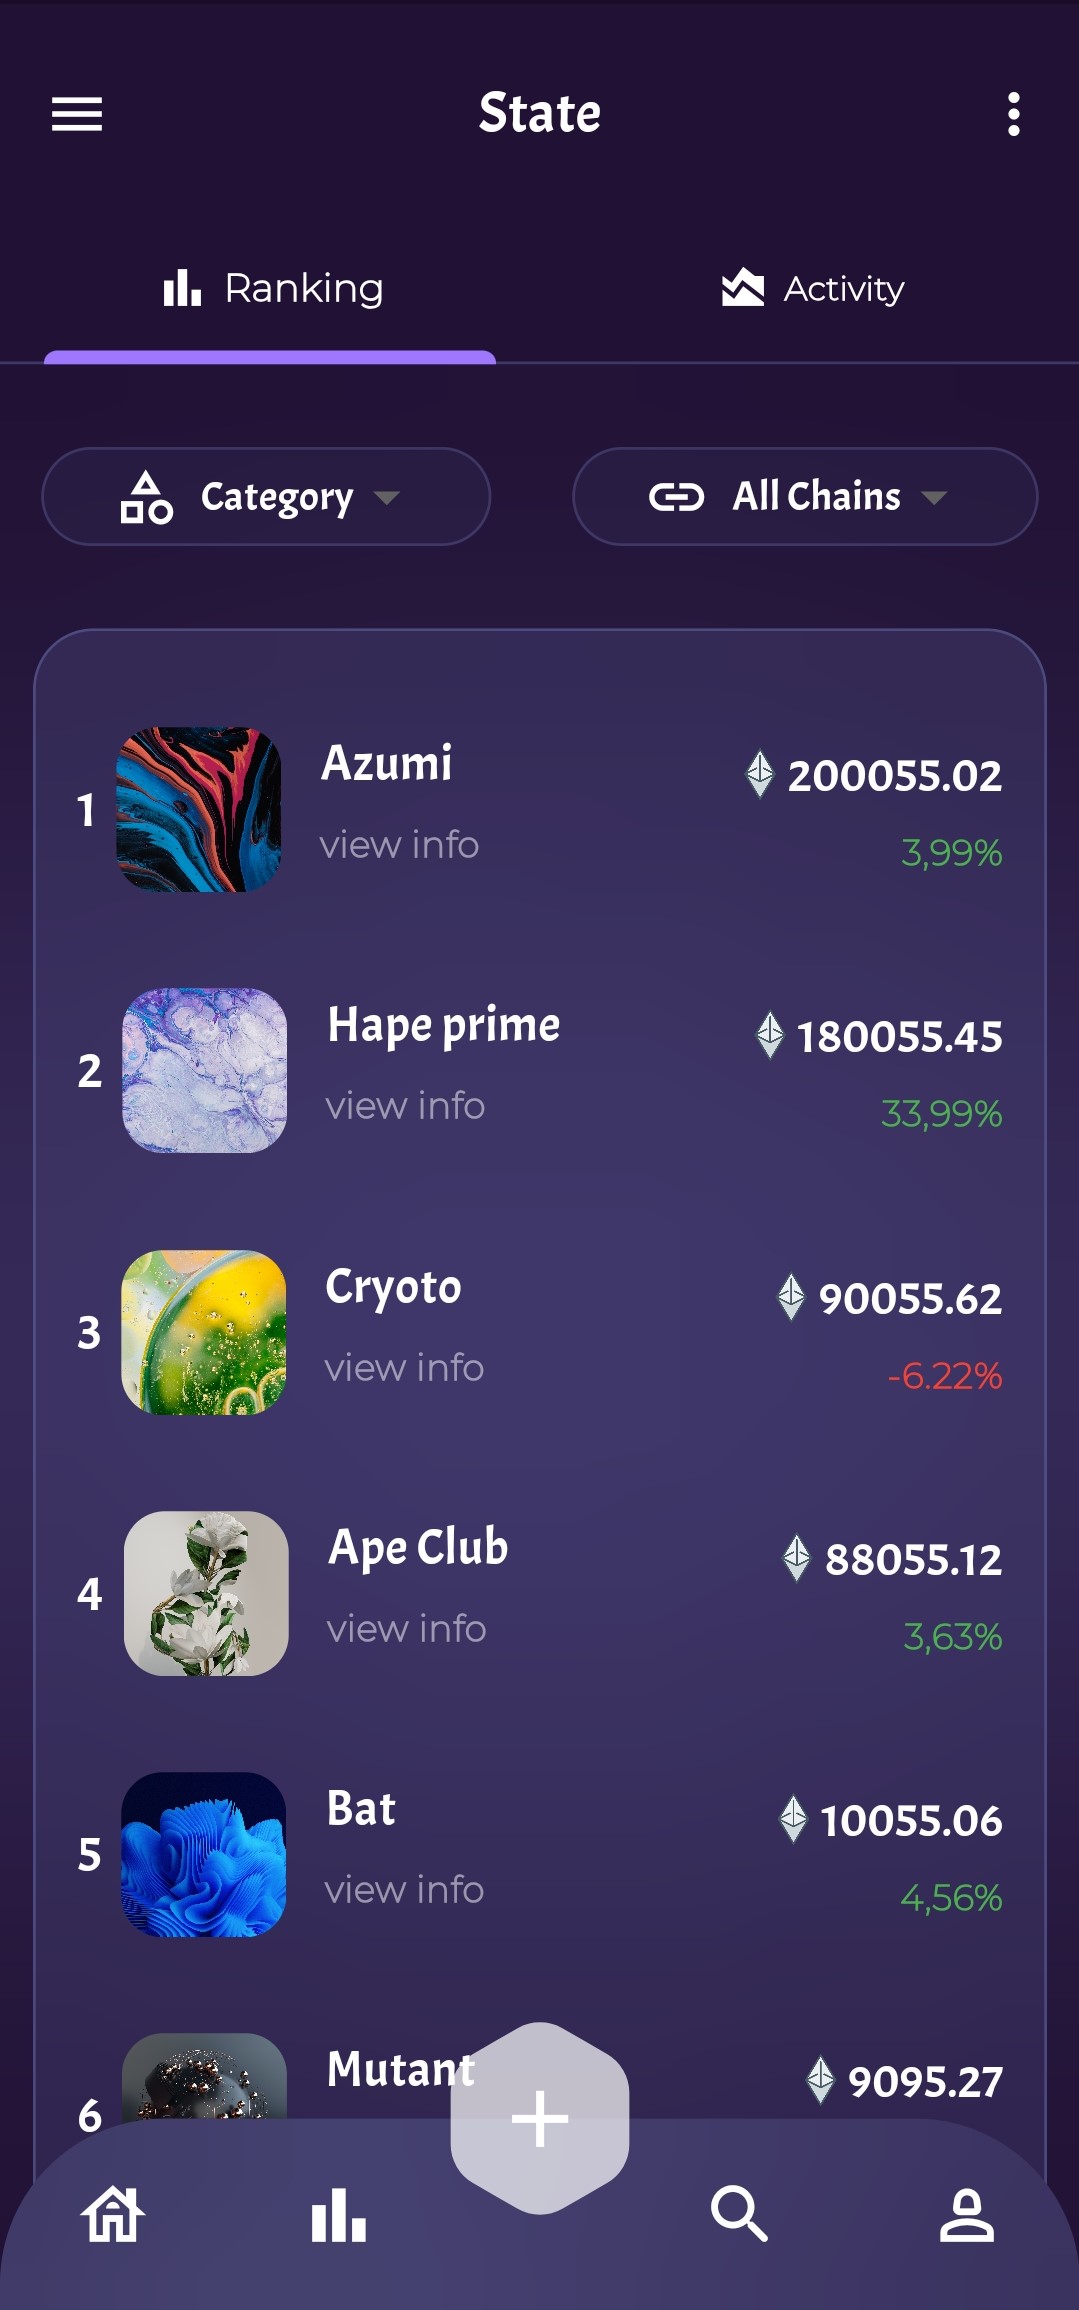 State
Ranking
Activity
Category
All Chains
1
Azumi
200055.02
view info
3,99%
2
Hape prime
180055.45
view info
33,99%
3
Cryoto
90055.62
view info
-6.22%
4
Ape Club
88055.12
view info
3,63%
5
Bat
10055.06
view info
4,56%
6
Mutant
9095.27